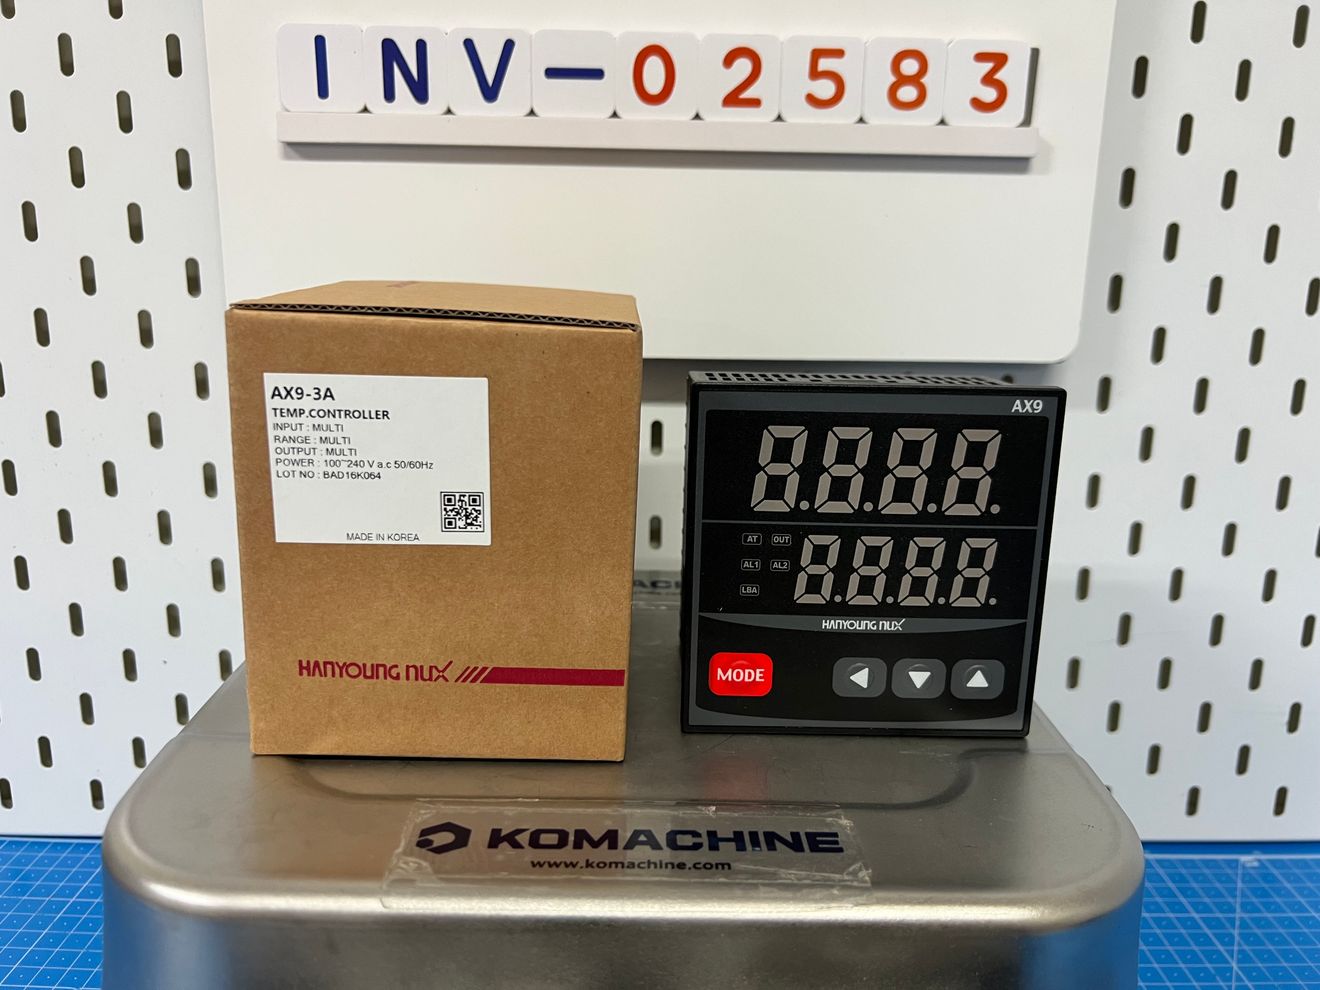 INV-02583
AX9-3A
TEMP.CONTROLLER
INPUT : MULTI
RANGE : MULTI
OUTPUT : MULTI
POWER : 100~240 V a.c 50/60Hz
LOT NO : BAD16K064
MADE IN KOREA
HANYOUNG NUX
AX9
8.8.8.8.
AT OUT
8.8.8.8.
AL1 AL2
LBA
HANYOUNG NUX
MODE
KOMACHINE
www.komachine.com